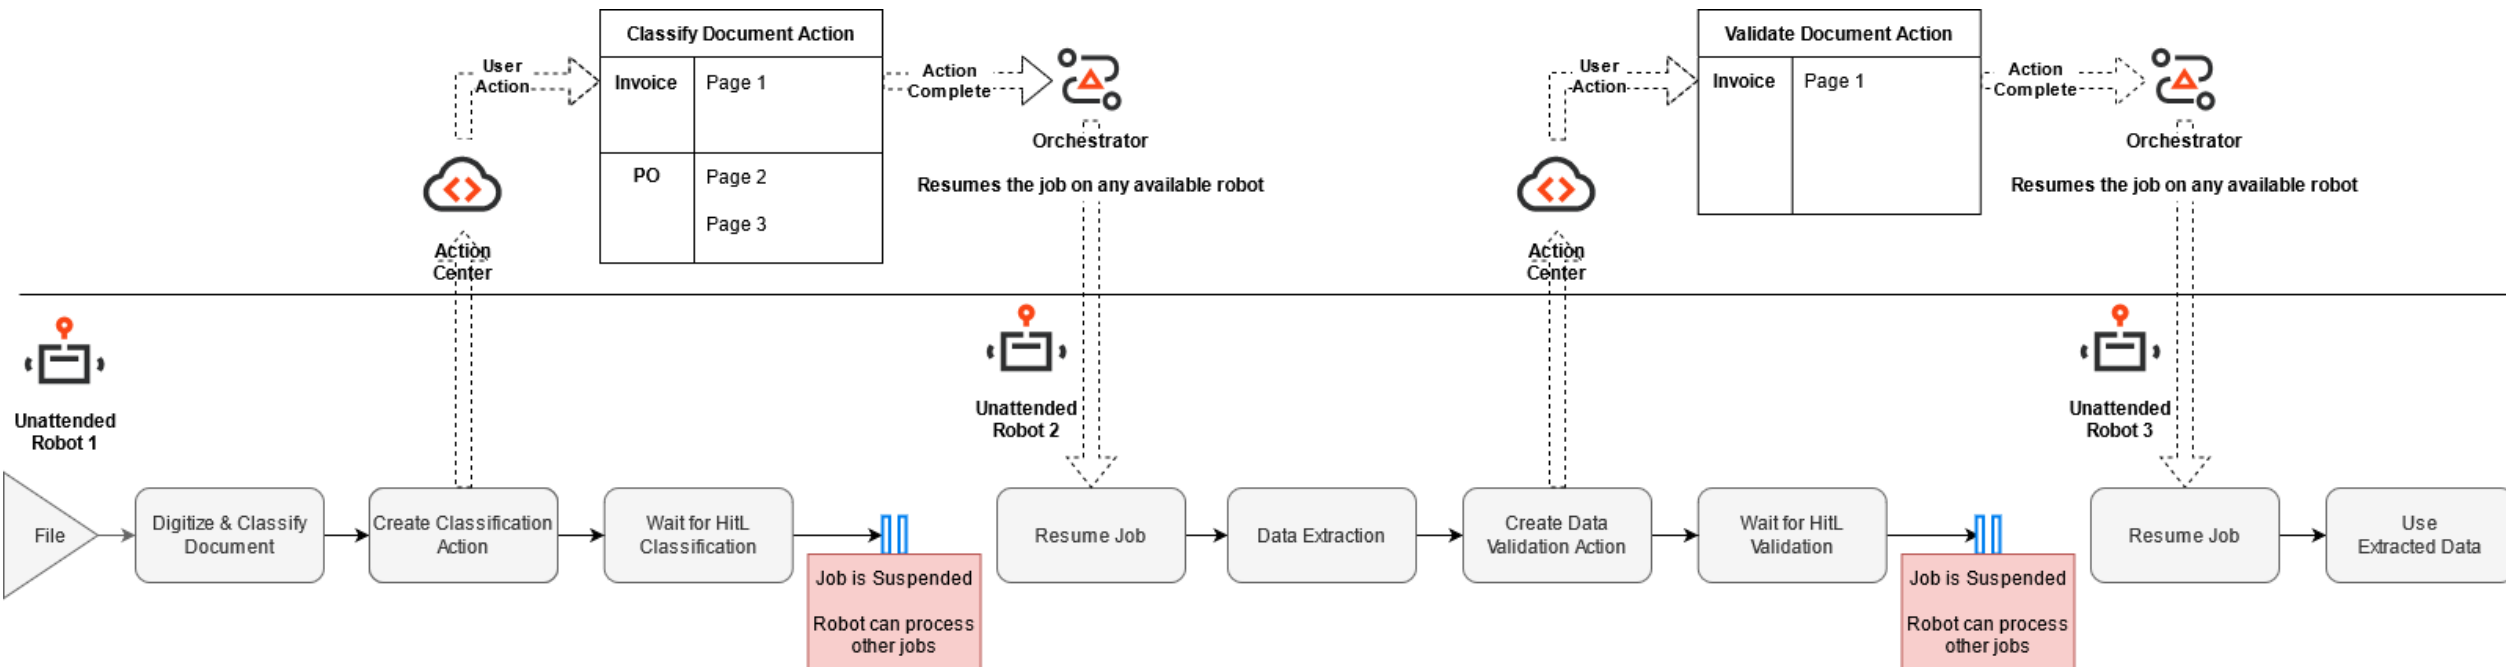 Classify Document Action
Invoice
Page 1
PO
Page 2
Page 3
User
Action
Action
Complete
Orchestrator
Resumes the job on any available robot
Action
Center
Validate Document Action
Invoice
Page 1
User
Action
Action
Complete
Orchestrator
Resumes the job on any available robot
Action
Center
Unattended
Robot 1
Unattended
Robot 2
Unattended
Robot 3
File
Digitize & Classify
Document
Create Classification
Action
Wait for HitL
Classification
Job is Suspended
Robot can process
other jobs
Resume Job
Data Extraction
Create Data
Validation Action
Wait for HitL
Validation
Job is Suspended
Robot can process
other jobs
Resume Job
Use
Extracted Data